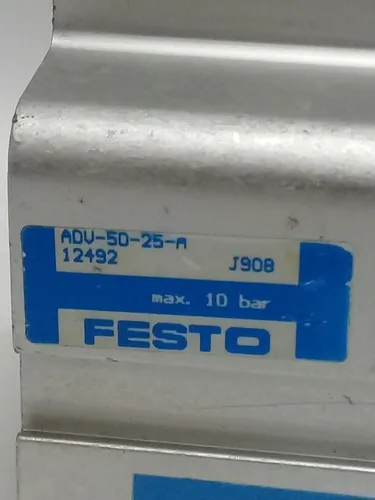 ADV-50-25-A
12492 J908
max. 10 bar
FESTO